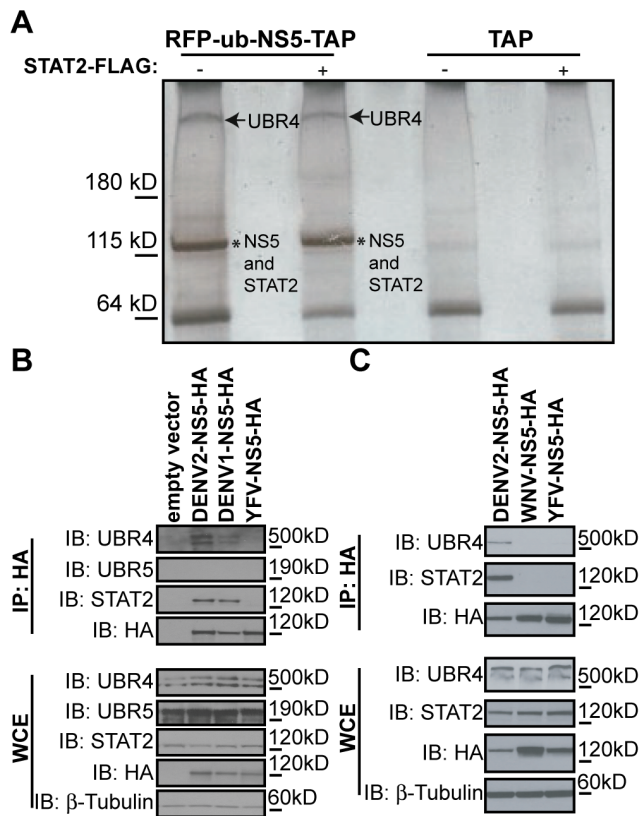 A
RFP-ub-NS5-TAP TAP
STAT2-FLAG: - + - +
UBR4 UBR4
180 kD
115 kD
*NS5 and STAT2 *NS5 and STAT2
64 kD
B
empty vector
DENV2-NS5-HA
DENV1-NS5-HA
YFV-NS5-HA
IP: HA
IB: UBR4 500kD
IB: UBR5 190kD
IB: STAT2 120kD
IB: HA 120kD
WCE
IB: UBR4 500kD
IB: UBR5 190kD
IB: STAT2 120kD
IB: HA 120kD
IB: β-Tubulin 60kD
C
DENV2-NS5-HA
WNV-NS5-HA
YFV-NS5-HA
IP: HA
IB: UBR4 500kD
IB: STAT2 120kD
IB: HA 120kD
WCE
IB: UBR4 500kD
IB: STAT2 120kD
IB: HA 120kD
IB: β-Tubulin 60kD